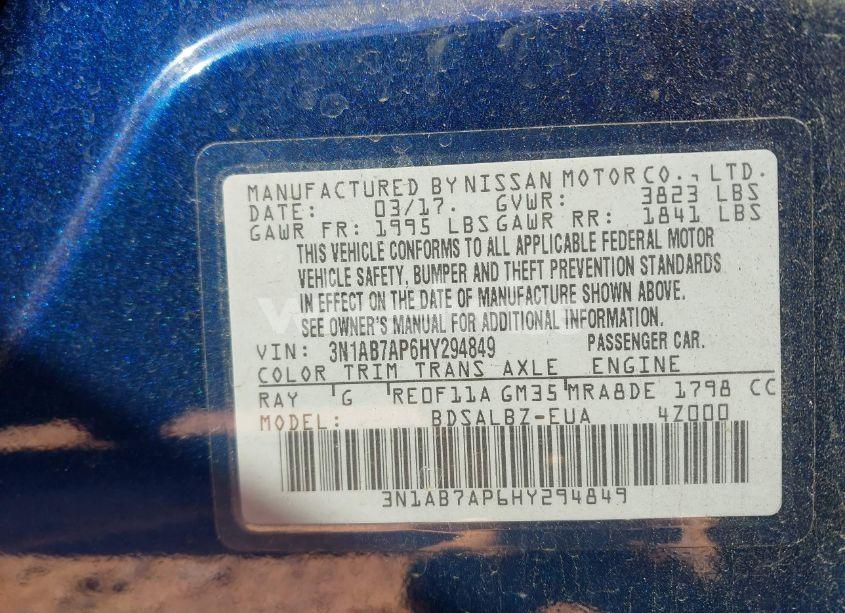 MANUFACTURED BY NISSAN MOTOR CO., LTD.
DATE: 03/17. GVWR: 3823 LBS
GAWR FR: 1995 LBS GAWR RR: 1841 LBS
THIS VEHICLE CONFORMS TO ALL APPLICABLE FEDERAL MOTOR
VEHICLE SAFETY, BUMPER AND THEFT PREVENTION STANDARDS
IN EFFECT ON THE DATE OF MANUFACTURE SHOWN ABOVE.
SEE OWNER'S MANUAL FOR ADDITIONAL INFORMATION.
VIN: 3N1AB7AP6HY294849 PASSENGER CAR.
COLOR TRIM TRANS AXLE ENGINE
RAY G RE0F11A GM35 MRA8DE 1798 CC
MODEL: BDSALBZ-EUA 4Z000
3N1AB7AP6HY294849